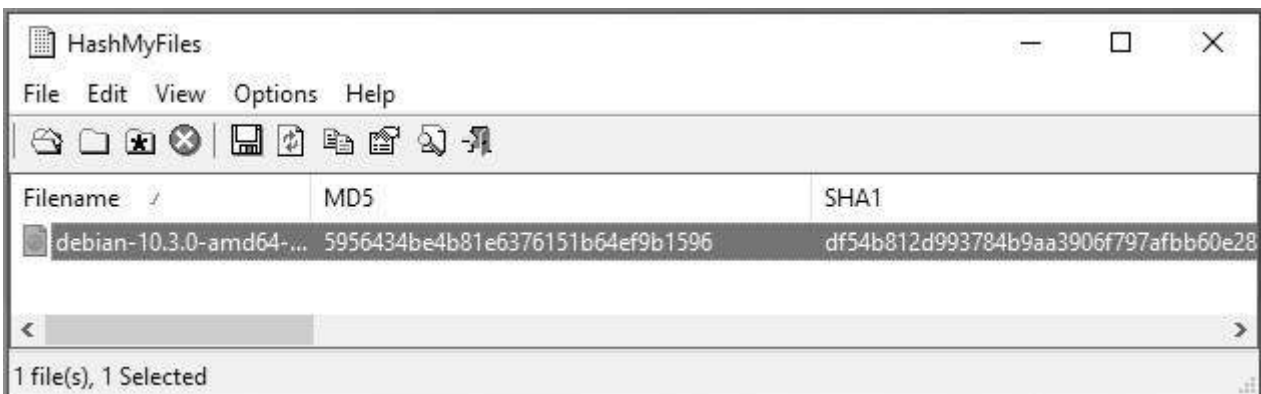 HashMyFiles
File Edit View Options Help
Filename MD5 SHA1
debian-10.3.0-amd64-... 5956434be4b81e6376151b64ef9b1596 df54b812d993784b9aa3906f797afbb60e28
1 file(s), 1 Selected